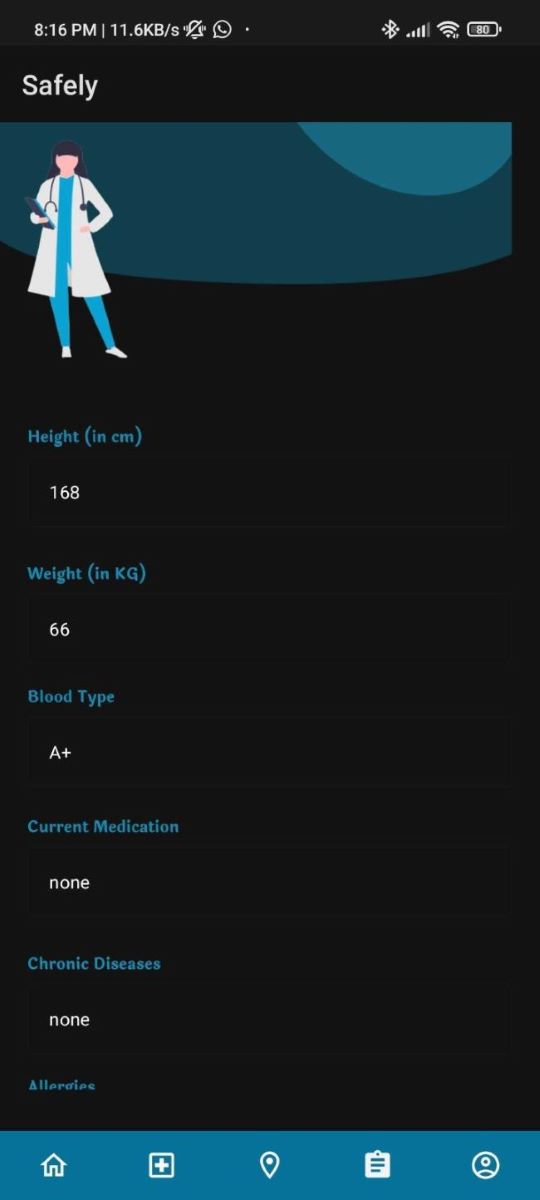 8:16 PM | 11.6KB/s
80
Safely
Height (in cm)
168
Weight (in KG)
66
Blood Type
A+
Current Medication
none
Chronic Diseases
none
Allergies